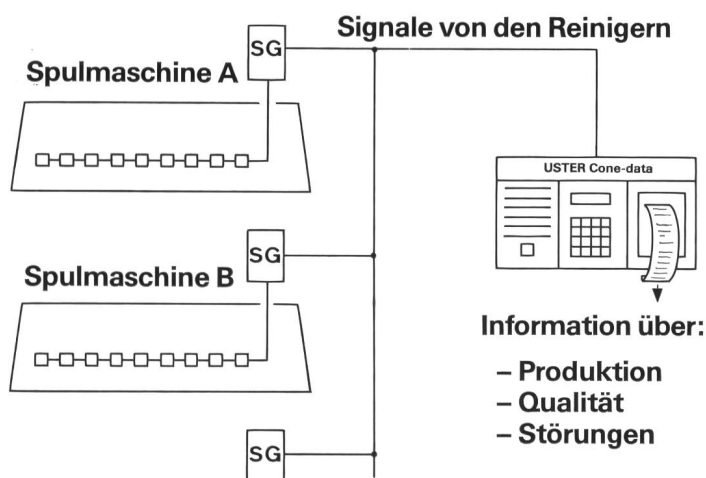 Signale von den Reinigern
SG
Spulmaschine A
USTER Cone-data
SG
Spulmaschine B
Information über:
– Produktion
– Qualität
– Störungen
SG